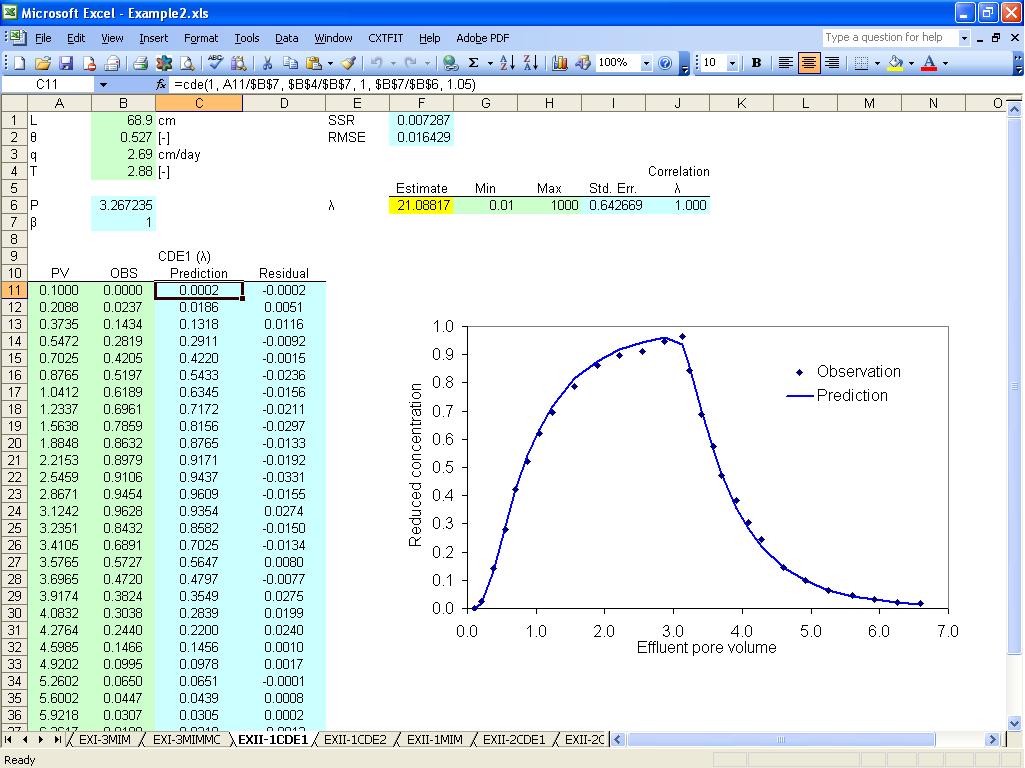 Microsoft Excel - Example2.xls
File Edit View Insert Format Tools Data Window CXTFIT Help Adobe PDF Type a question for help
100% 10 B
C11 fx =cde(1, A11/$B$7, $B$4/$B$7, 1, $B$7/$B$6, 1.05)
A B C D E F G H I J K L M N O
1 L 68.9 cm SSR 0.007287
2 θ 0.527 [-] RMSE 0.016429
3 q 2.69 cm/day
4 T 2.88 [-] Correlation
5 Estimate Min Max Std. Err. λ
6 P 3.267235 λ 21.08817 0.01 1000 0.642669 1.000
7 β 1
8
9 CDE1 (λ)
10 PV OBS Prediction Residual
11 0.1000 0.0000 0.0002 -0.0002
12 0.2088 0.0237 0.0186 0.0051
13 0.3735 0.1434 0.1318 0.0116
14 0.5472 0.2819 0.2911 -0.0092
15 0.7025 0.4205 0.4220 -0.0015
16 0.8765 0.5197 0.5433 -0.0236
17 1.0412 0.6189 0.6345 -0.0156
18 1.2337 0.6961 0.7172 -0.0211
19 1.5638 0.7859 0.8156 -0.0297
20 1.8848 0.8632 0.8765 -0.0133
21 2.2153 0.8979 0.9171 -0.0192
22 2.5459 0.9106 0.9437 -0.0331
23 2.8671 0.9454 0.9609 -0.0155
24 3.1242 0.9628 0.9354 0.0274
25 3.2351 0.8432 0.8582 -0.0150
26 3.4105 0.6891 0.7025 -0.0134
27 3.5765 0.5727 0.5647 0.0080
28 3.6965 0.4720 0.4797 -0.0077
29 3.9174 0.3824 0.3549 0.0275
30 4.0832 0.3038 0.2839 0.0199
31 4.2764 0.2440 0.2200 0.0240
32 4.5985 0.1466 0.1456 0.0010
33 4.9202 0.0995 0.0978 0.0017
34 5.2602 0.0650 0.0651 -0.0001
35 5.6002 0.0447 0.0439 0.0008
36 5.9218 0.0307 0.0305 0.0002
Reduced concentration
1.0
0.9
0.8
0.7
0.6
0.5
0.4
0.3
0.2
0.1
0.0
Observation
Prediction
0.0 1.0 2.0 3.0 4.0 5.0 6.0 7.0
Effluent pore volume
EXI-3MIM EXI-3MIMMC EXII-1CDE1 EXII-1CDE2 EXII-1MIM EXII-2CDE1 EXII-2C
Ready